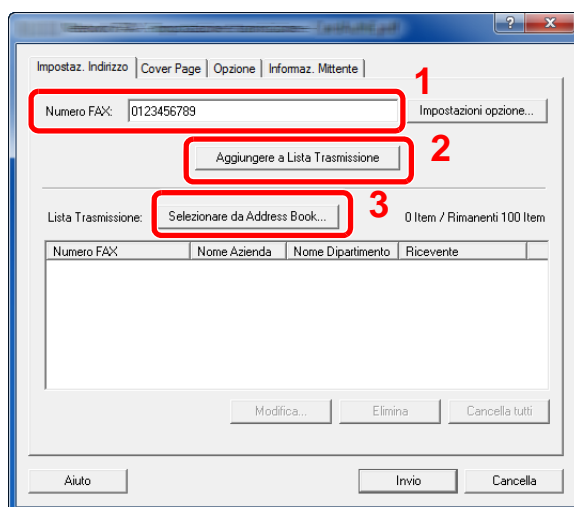 Impostaz. Indirizzo Cover Page Opzione Informaz. Mittente
1
Numero FAX: 0123456789 Impostazioni opzione...
Aggiungere a Lista Trasmissione 2
Lista Trasmissione: Selezionare da Address Book... 3 0 Item / Rimanenti 100 Item
Numero FAX Nome Azienda Nome Dipartimento Ricevente
Modifica... Elimina Cancella tutti
Aiuto Invio Cancella